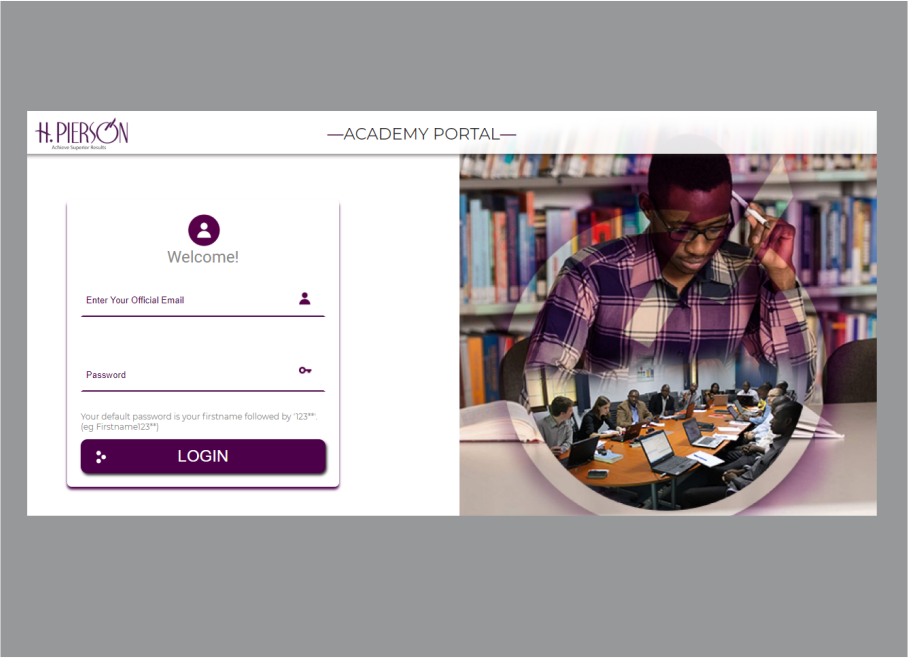 H. PIERSON
Achieve Superior Results
—ACADEMY PORTAL—
Welcome!
Enter Your Official Email
Password
Your default password is your firstname followed by '123**'.
(eg Firstname123**)
LOGIN